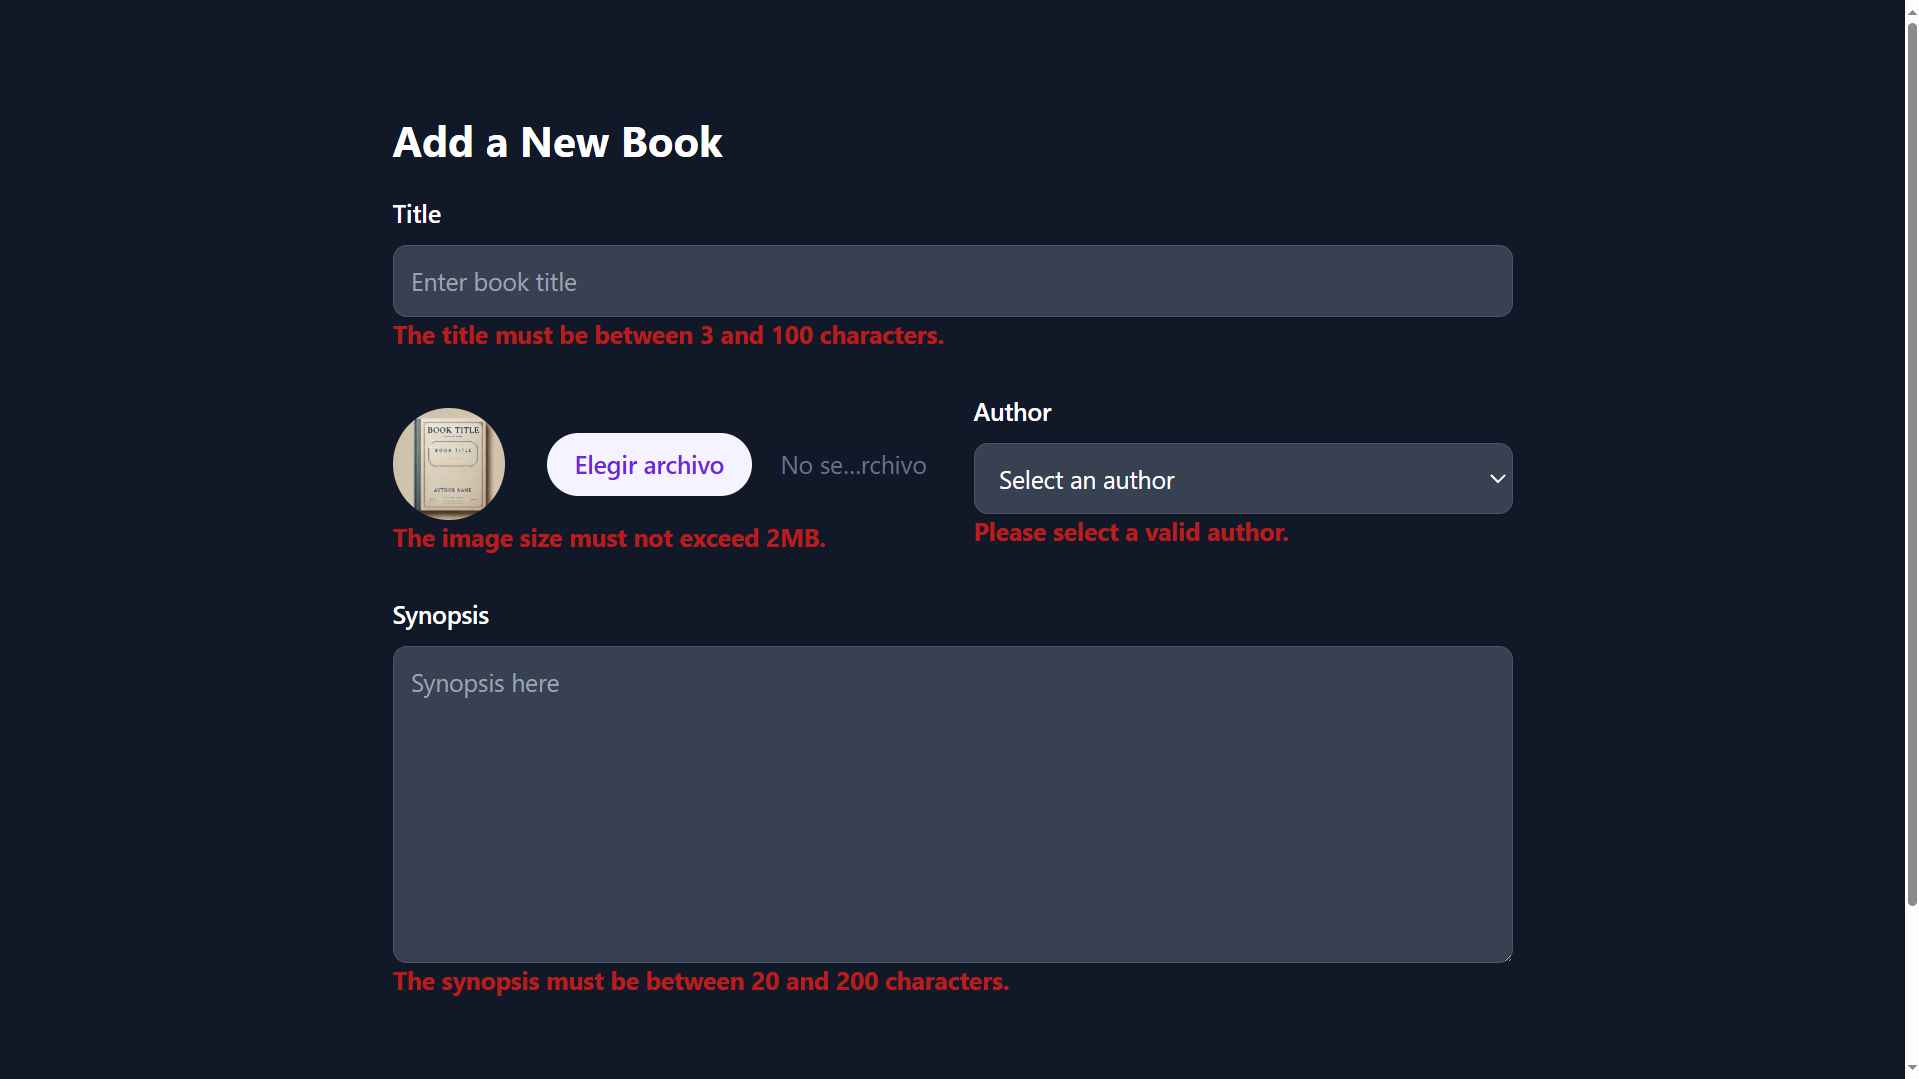 Add a New Book
Title
Enter book title
The title must be between 3 and 100 characters.
BOOK TITLE
BOOK TITLE
AUTHOR NAME
Elegir archivo
No se...rchivo
The image size must not exceed 2MB.
Author
Select an author
Please select a valid author.
Synopsis
Synopsis here
The synopsis must be between 20 and 200 characters.